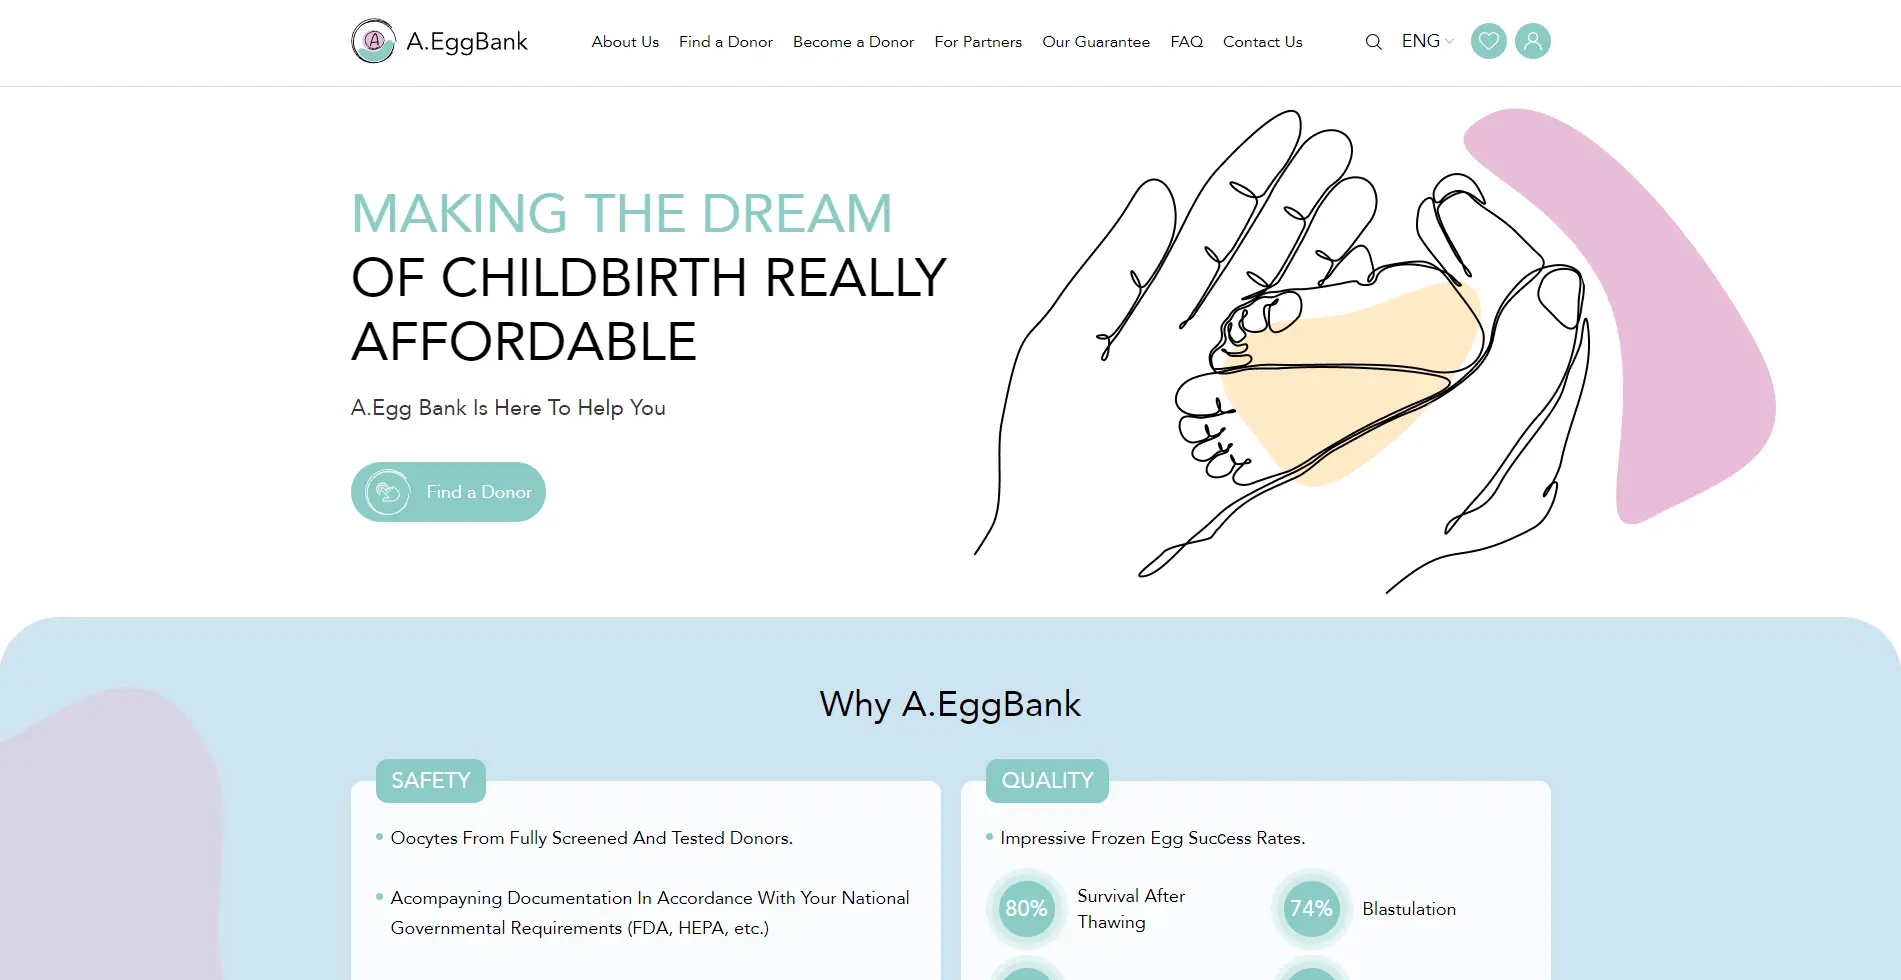 A A.EggBank
About Us Find a Donor Become a Donor For Partners Our Guarantee FAQ Contact Us ENG
MAKING THE DREAM
OF CHILDBIRTH REALLY
AFFORDABLE
A.Egg Bank Is Here To Help You
Find a Donor
Why A.EggBank
SAFETY
Oocytes From Fully Screened And Tested Donors.
Acompayning Documentation In Accordance With Your National
Governmental Requirements (FDA, HEPA, etc.)
QUALITY
Impressive Frozen Egg Success Rates.
80% Survival After
Thawing
74% Blastulation